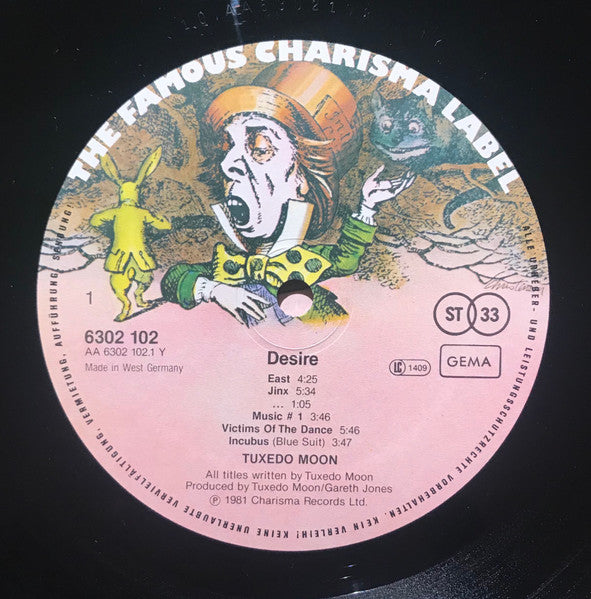 THE FAMOUS CHARISMA LABEL
1
6302 102
AA 6302 102.1 Y
Made in West Germany
ST 33
LC 1409
GEMA
Desire
East 4:25
Jinx 5:34
... 1:05
Music # 1 3:46
Victims Of The Dance 5:46
Incubus (Blue Suit) 3:47
TUXEDO MOON
All titles written by Tuxedo Moon
Produced by Tuxedo Moon/Gareth Jones
℗ 1981 Charisma Records Ltd.
ALLE URHEBER- UND LEISTUNGSSCHUTZRECHTE VORBEHALTEN. KEIN VERLEIH! KEINE UNERLAUBTE VERVIELFÄLTIGUNG, VERMIETUNG, AUFFÜHRUNG, SENDUNG!